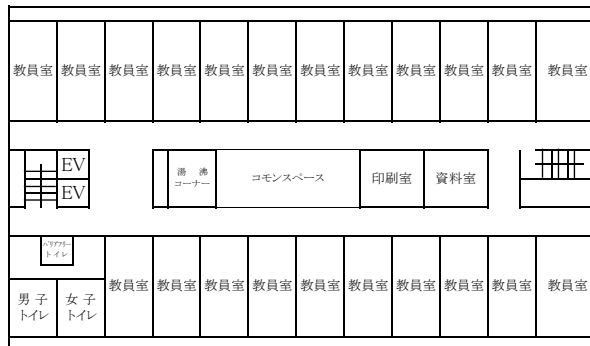 教員室 教員室 教員室 教員室 教員室 教員室 教員室 教員室 教員室 教員室 教員室 教員室
EV
EV
湯 沸
コーナー
コモンスペース
印刷室
資料室
バリアフリー
トイレ
男 子
トイレ
女 子
トイレ
教員室 教員室 教員室 教員室 教員室 教員室 教員室 教員室 教員室 教員室